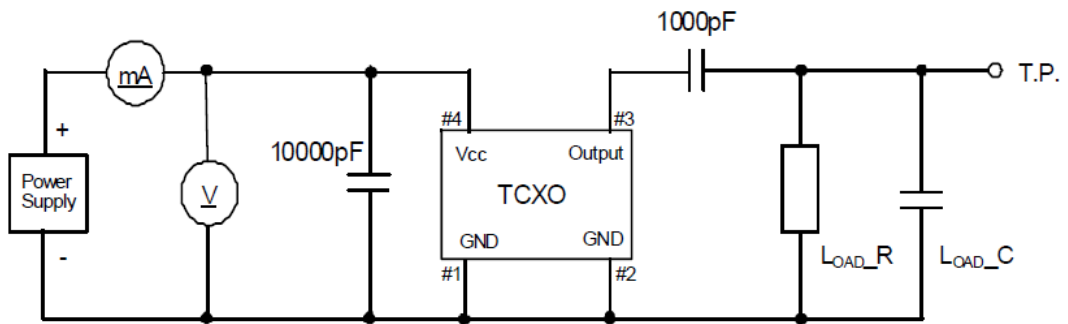 1000pF
mA
T.P.
+
#4
#3
10000pF
Vcc
Output
Power
Supply
V
TCXO
GND
GND
-
#1
#2
LOAD_R
LOAD_C